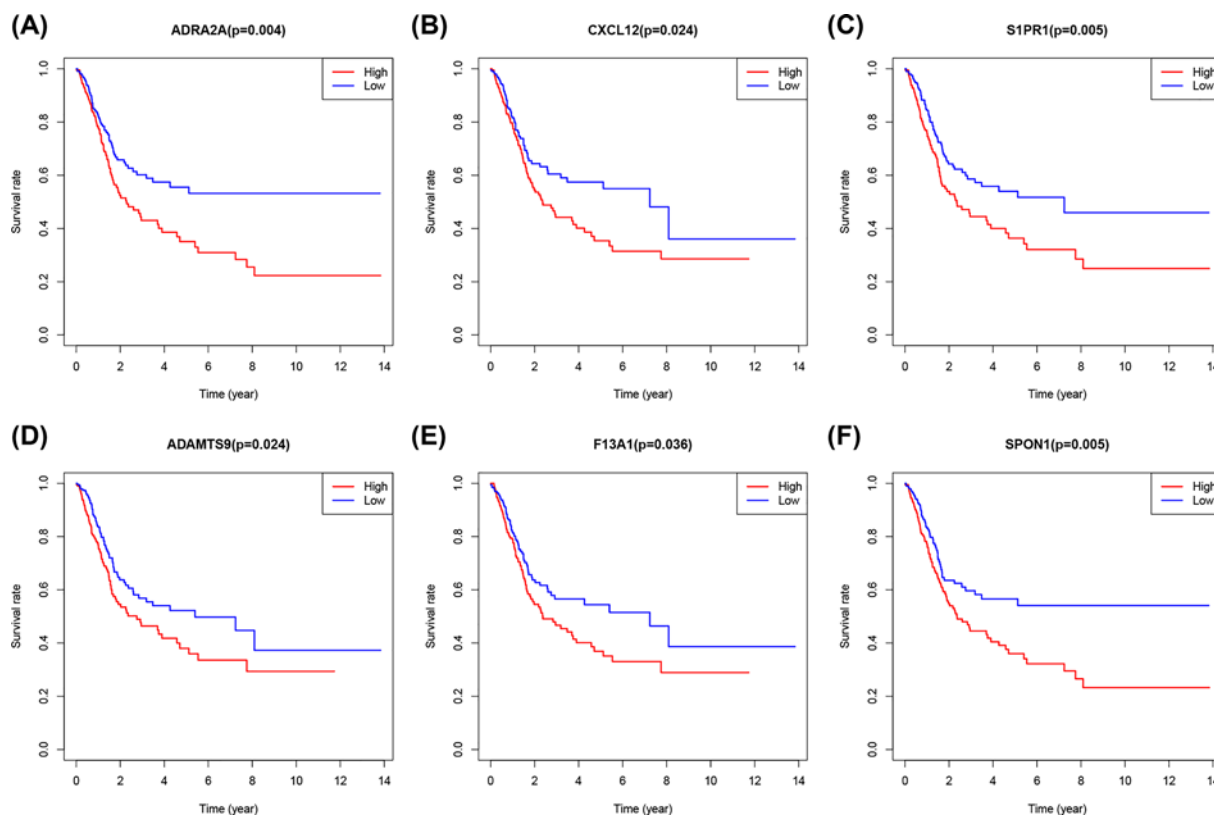 (A)
ADRA2A(p=0.004)
High
Low
Survival rate
1.0
0.8
0.6
0.4
0.2
0.0
0 2 4 6 8 10 12 14
Time (year)
(B)
CXCL12(p=0.024)
High
Low
Survival rate
1.0
0.8
0.6
0.4
0.2
0.0
0 2 4 6 8 10 12 14
Time (year)
(C)
S1PR1(p=0.005)
High
Low
Survival rate
1.0
0.8
0.6
0.4
0.2
0.0
0 2 4 6 8 10 12 14
Time (year)
(D)
ADAMTS9(p=0.024)
High
Low
Survival rate
1.0
0.8
0.6
0.4
0.2
0.0
0 2 4 6 8 10 12 14
Time (year)
(E)
F13A1(p=0.036)
High
Low
Survival rate
1.0
0.8
0.6
0.4
0.2
0.0
0 2 4 6 8 10 12 14
Time (year)
(F)
SPON1(p=0.005)
High
Low
Survival rate
1.0
0.8
0.6
0.4
0.2
0.0
0 2 4 6 8 10 12 14
Time (year)